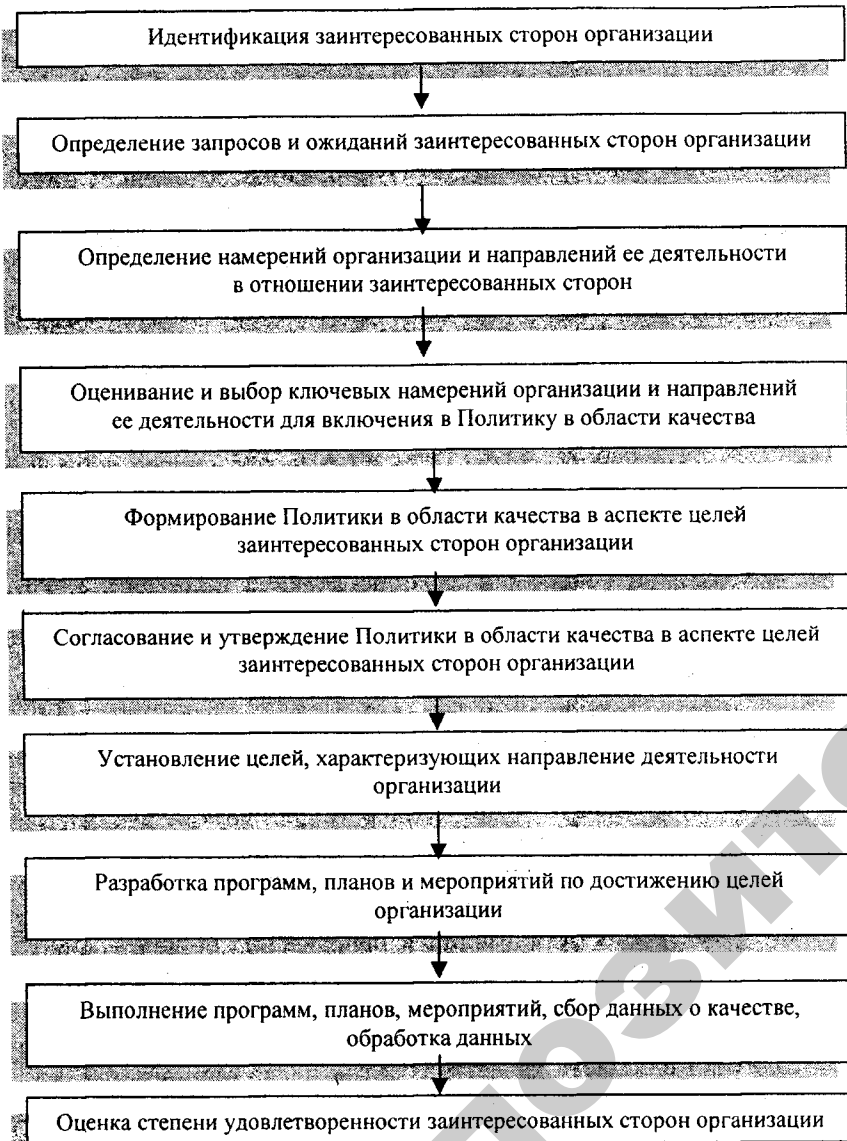 Идентификация заинтересованных сторон организации
Определение запросов и ожиданий заинтересованных сторон организации
Определение намерений организации и направлений ее деятельности
в отношении заинтересованных сторон
Оценивание и выбор ключевых намерений организации и направлений
ее деятельности для включения в Политику в области качества
Формирование Политики в области качества в аспекте целей
заинтересованных сторон организации
Согласование и утверждение Политики в области качества в аспекте целей
заинтересованных сторон организации
Установление целей, характеризующих направление деятельности
организации
Разработка программ, планов и мероприятий по достижению целей
организации
Выполнение программ, планов, мероприятий, сбор данных о качестве,
обработка данных
Оценка степени удовлетворенности заинтересованных сторон организации